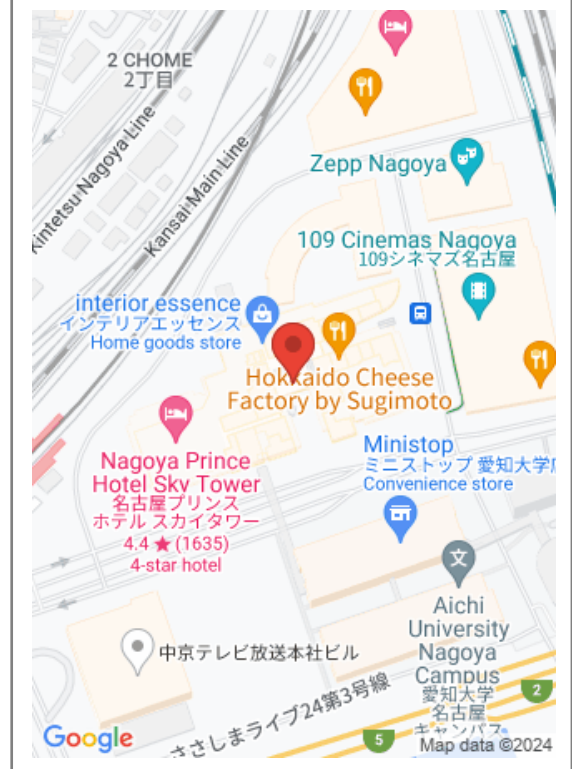 2 CHOME
2丁目
Kintetsu-Nagoya Line
Kansai Main Line
Zepp Nagoya
109 Cinemas Nagoya
109シネマズ名古屋
interior essence
インテリアエッセンス
Home goods store
Hokkaido Cheese
Factory by Sugimoto
Nagoya Prince
Hotel Sky Tower
名古屋プリンス
ホテル スカイタワー
4.4 ★ (1635)
4-star hotel
Ministop
ミニストップ 愛知大学
Convenience store
文
Aichi
University
Nagoya
Campus
愛知大学
名古屋
キャンパス
中京テレビ放送本社ビル
ささしまライブ24第3号線
2
5
Google
Map data ©2024